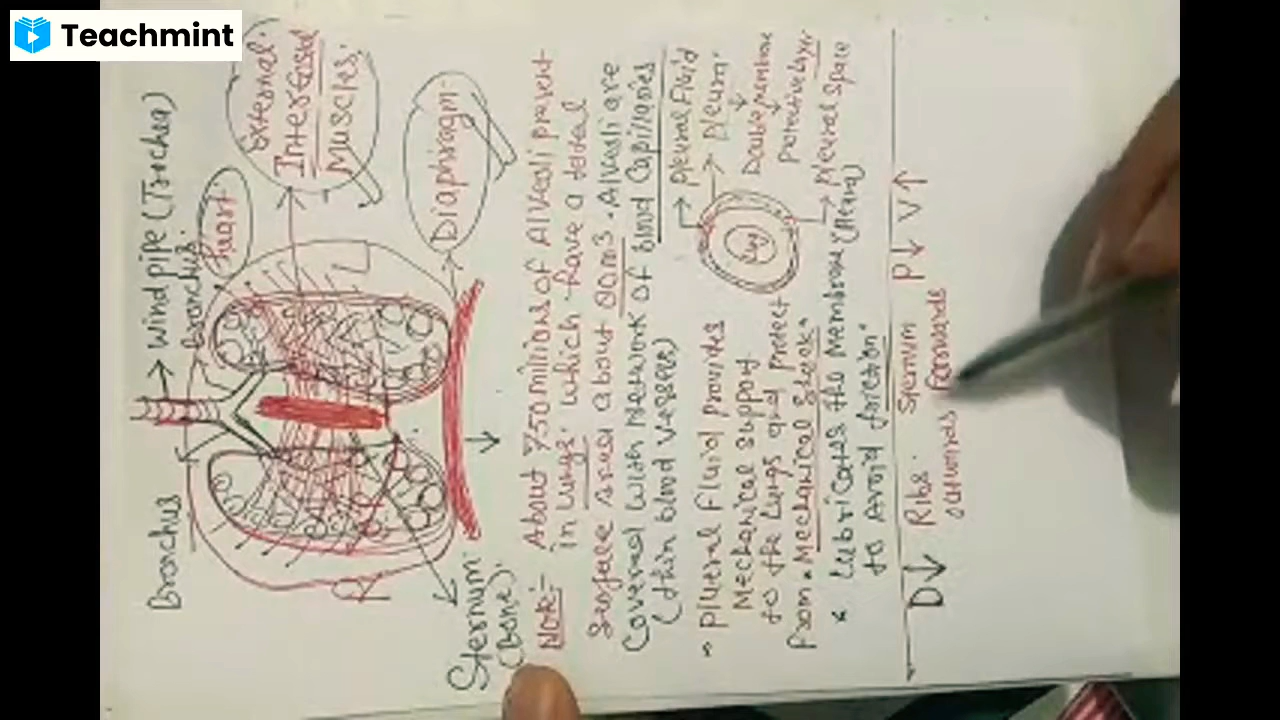 Teachmint
→ wind pipe (Trachea)
Bronchus
bronchus.
heart.
External.
Intercostal
Muscles.
Diaphragm.
Sternum.
(Bone).
Note:- About 750 millions of Alveoli present
in Lungs which have a total
surface area about 80m³. Alveoli are
Covered with Network of blood Capillaries
(thin blood vessels)
→ Pleural Fluid
→ Pleura.
Double membrane
Protective layer
→ Pleural Space
Lug
Plueral Fluid provides
Mechanical Support
to the Lungs and protect
from "Mechanical Shock".
* Lubricates the Membrane (Pleura)
to Avoid friction"
D↓ Ribs. Sternum P↓ V↑
outwards Forwards